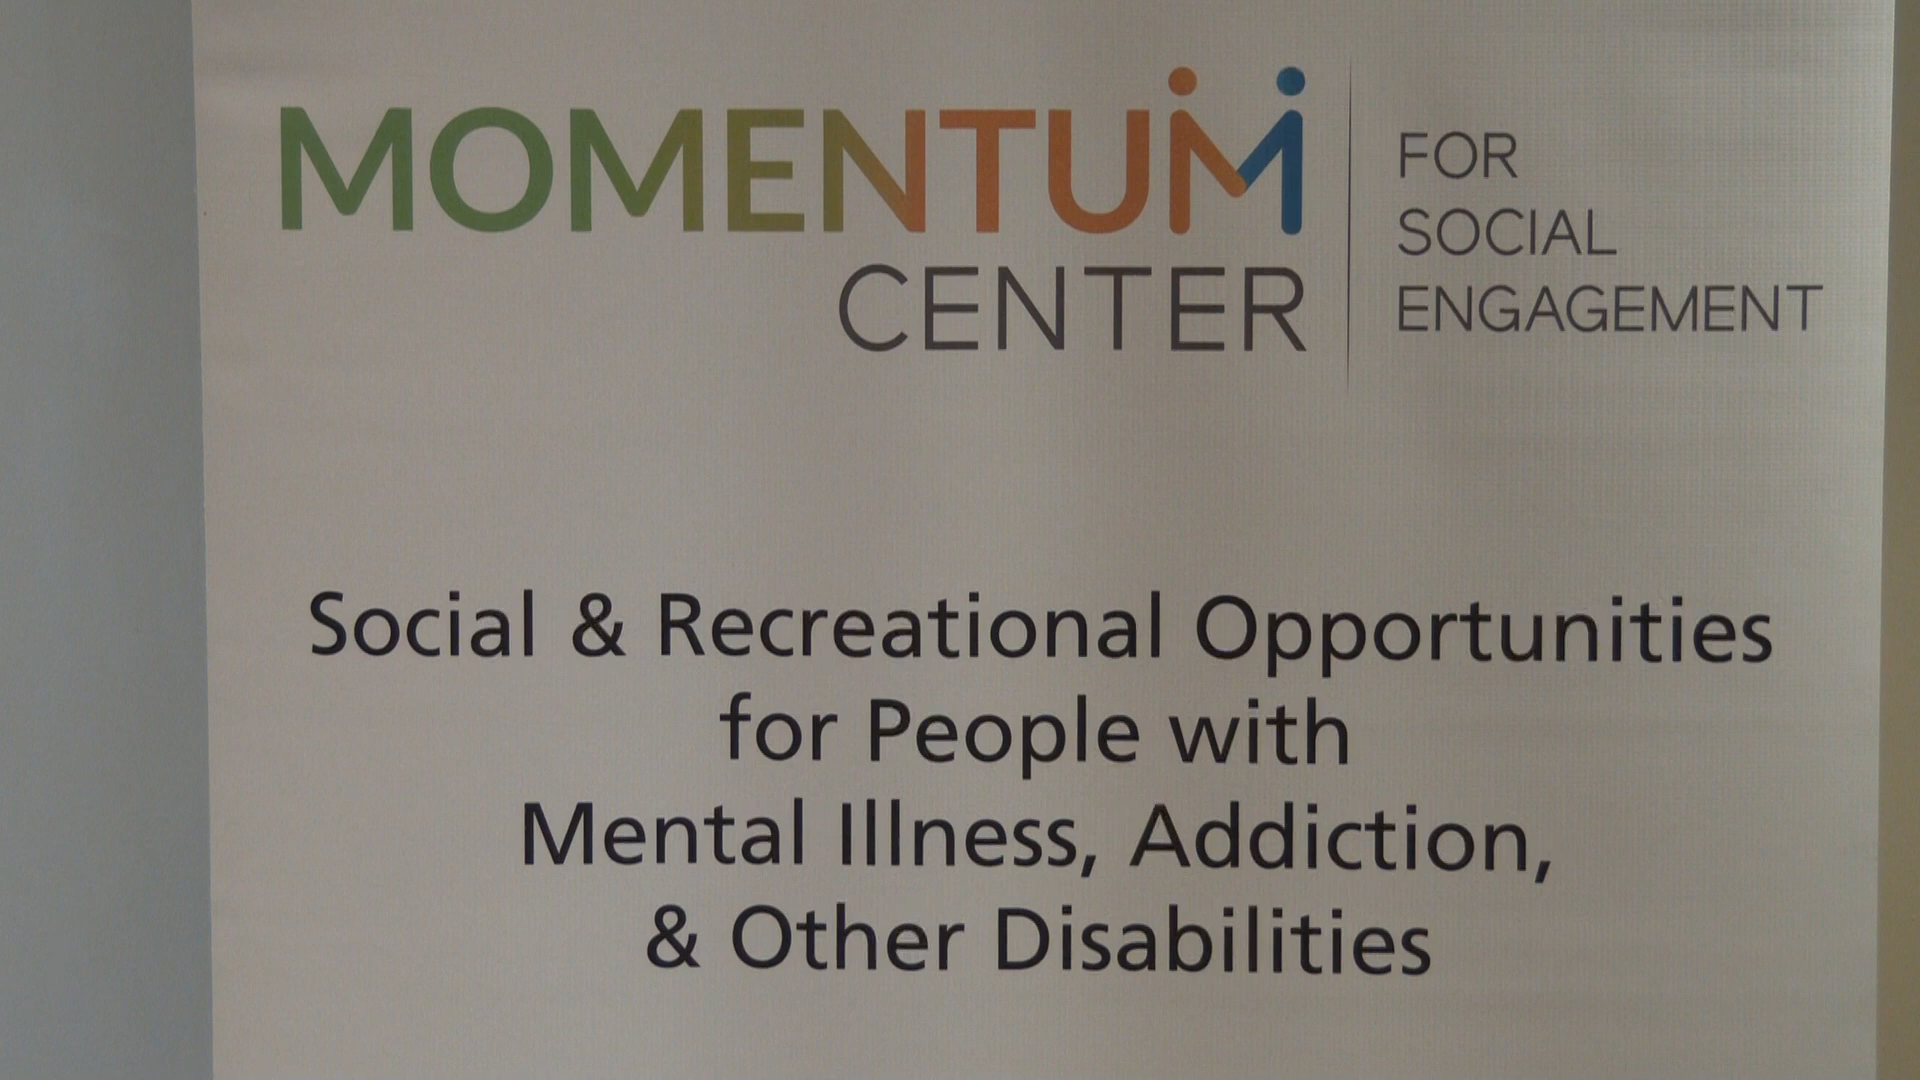 MOMENTUM
CENTER
FOR
SOCIAL
ENGAGEMENT
Social & Recreational Opportunities
for People with
Mental Illness, Addiction,
& Other Disabilities